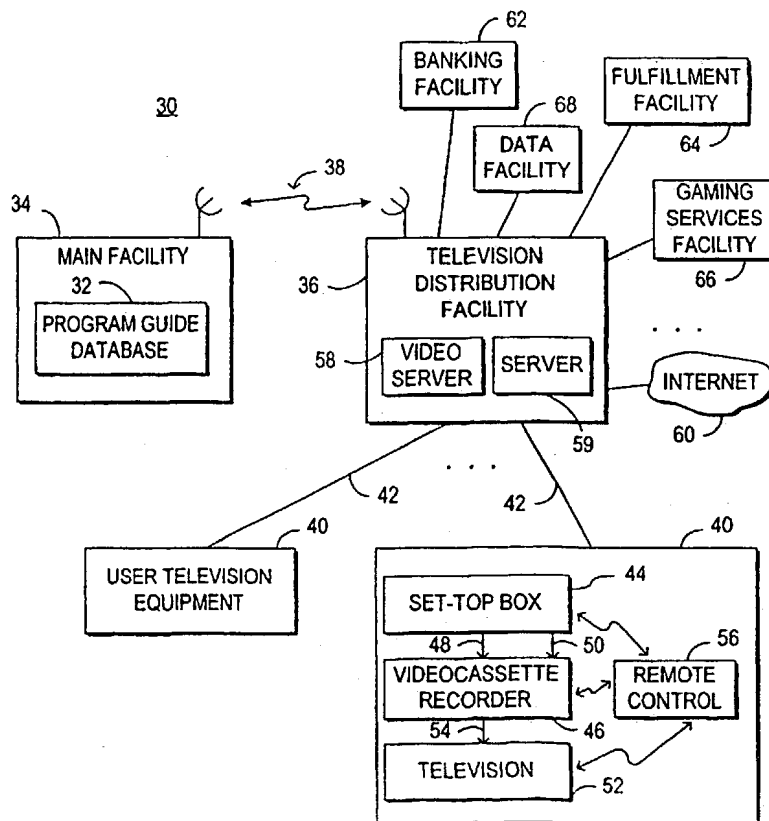 62
BANKING
FACILITY
30
68
DATA
FACILITY
FULFILLMENT
FACILITY
64
38
34
MAIN FACILITY
32
PROGRAM GUIDE
DATABASE
36
TELEVISION
DISTRIBUTION
FACILITY
58
VIDEO
SERVER
SERVER
59
GAMING
SERVICES
FACILITY
66
. . .
INTERNET
60
42
. . .
42
40
USER TELEVISION
EQUIPMENT
40
SET-TOP BOX
44
48
50
VIDEOCASSETTE
RECORDER
46
56
REMOTE
CONTROL
54
TELEVISION
52